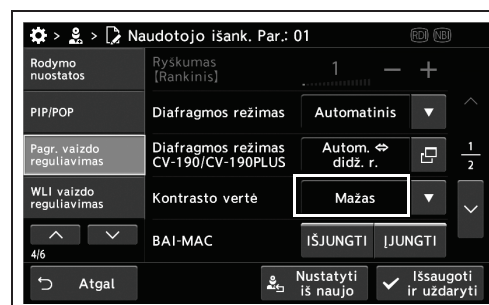 > > Naudotojo išank. Par.: 01 RDI NBI
Rodymo
nuostatos
Ryškumas
[Rankinis]
1 − +
PIP/POP
Diafragmos režimas
Automatinis
Pagr. vaizdo
reguliavimas
Diafragmos režimas
CV-190/CV-190PLUS
Autom. ⇔
didž. r.
1
2
WLI vaizdo
reguliavimas
Kontrasto vertė
Mažas
4/6
BAI-MAC
IŠJUNGTI
ĮJUNGTI
Atgal
Nustatyti
iš naujo
Išsaugoti
ir uždaryti